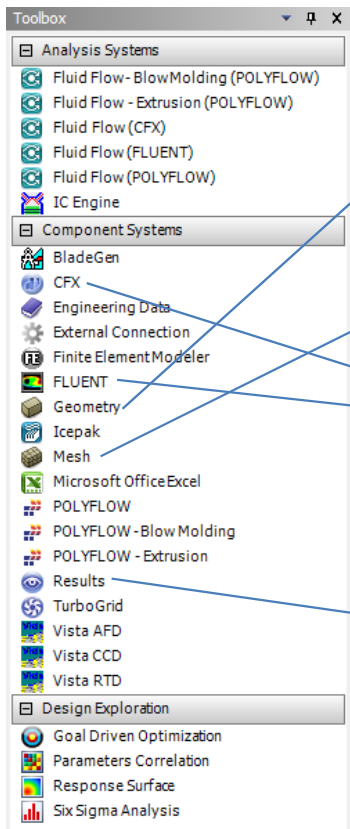 Toolbox
Analysis Systems
Fluid Flow - Blow Molding (POLYFLOW)
Fluid Flow - Extrusion (POLYFLOW)
Fluid Flow (CFX)
Fluid Flow (FLUENT)
Fluid Flow (POLYFLOW)
IC Engine
Component Systems
BladeGen
CFX
Engineering Data
External Connection
Finite Element Modeler
FLUENT
Geometry
Icepak
Mesh
Microsoft Office Excel
POLYFLOW
POLYFLOW - Blow Molding
POLYFLOW - Extrusion
Results
TurboGrid
Vista AFD
Vista CCD
Vista RTD
Design Exploration
Goal Driven Optimization
Parameters Correlation
Response Surface
Six Sigma Analysis